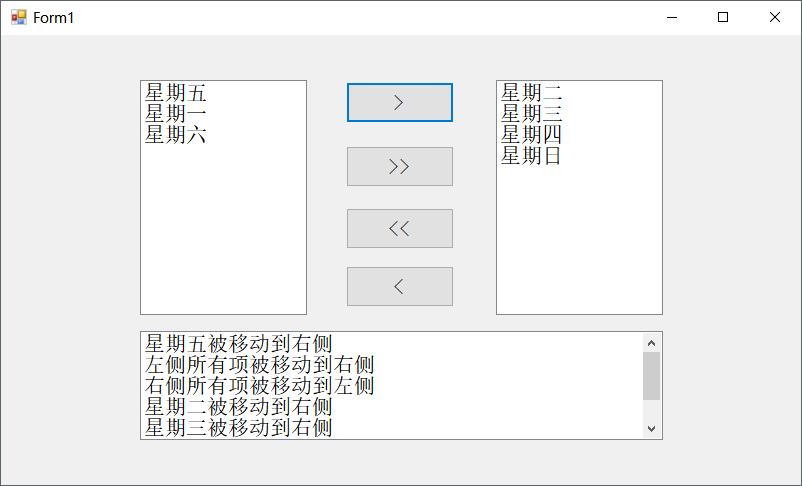 Form1
星期五
星期一
星期六
>
>>
<<
<
星期二
星期三
星期四
星期日
星期五被移动到右侧
左侧所有项被移动到右侧
右侧所有项被移动到左侧
星期二被移动到右侧
星期三被移动到右侧